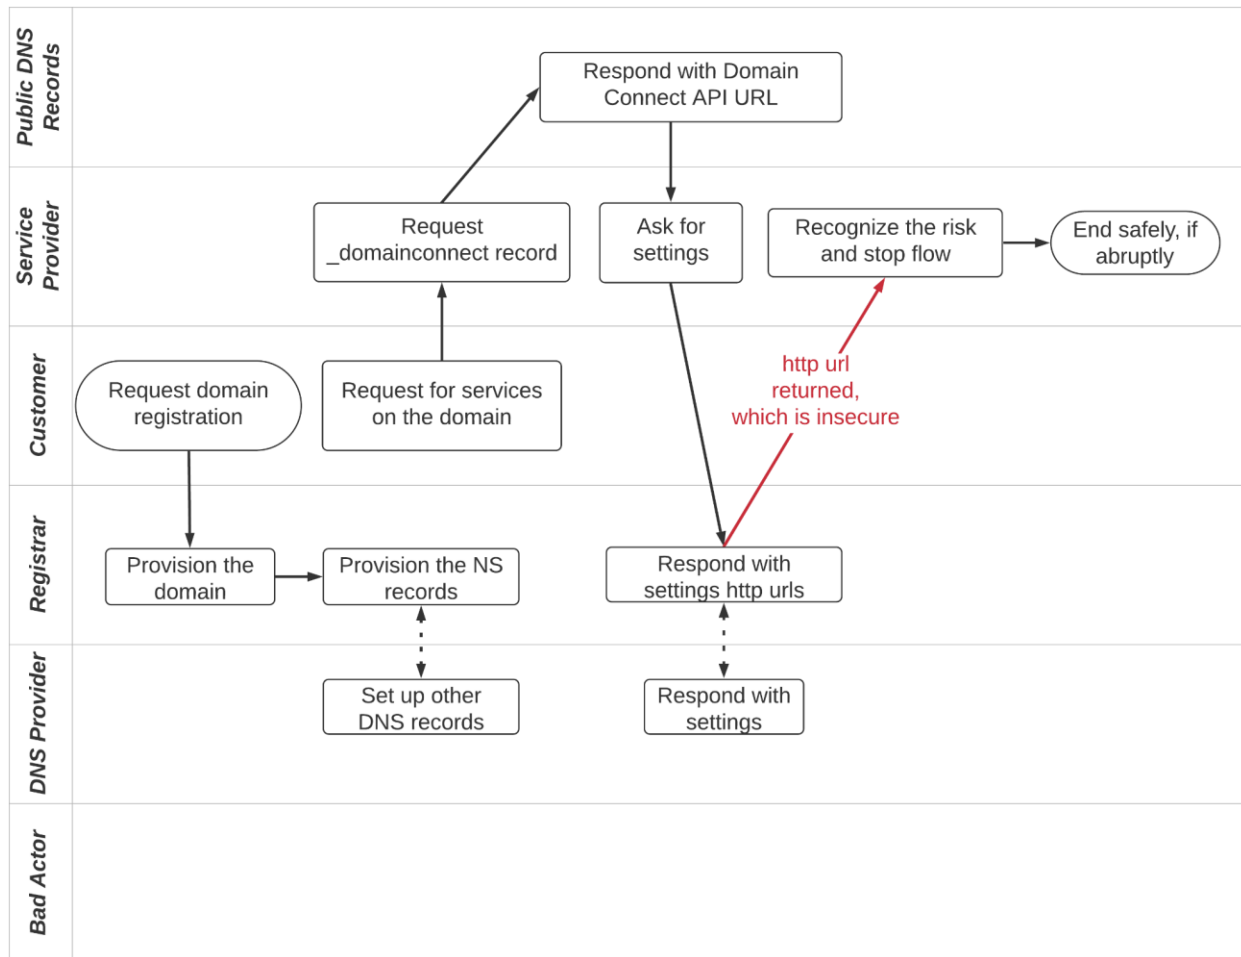 Public DNS
Records
Respond with Domain
Connect API URL
Service
Provider
Request
_domainconnect record
Ask for
settings
Recognize the risk
and stop flow
End safely, if
abruptly
Customer
Request domain
registration
Request for services
on the domain
http url
returned,
which is insecure
Registrar
Provision the
domain
Provision the NS
records
Respond with
settings http urls
DNS Provider
Set up other
DNS records
Respond with
settings
Bad Actor